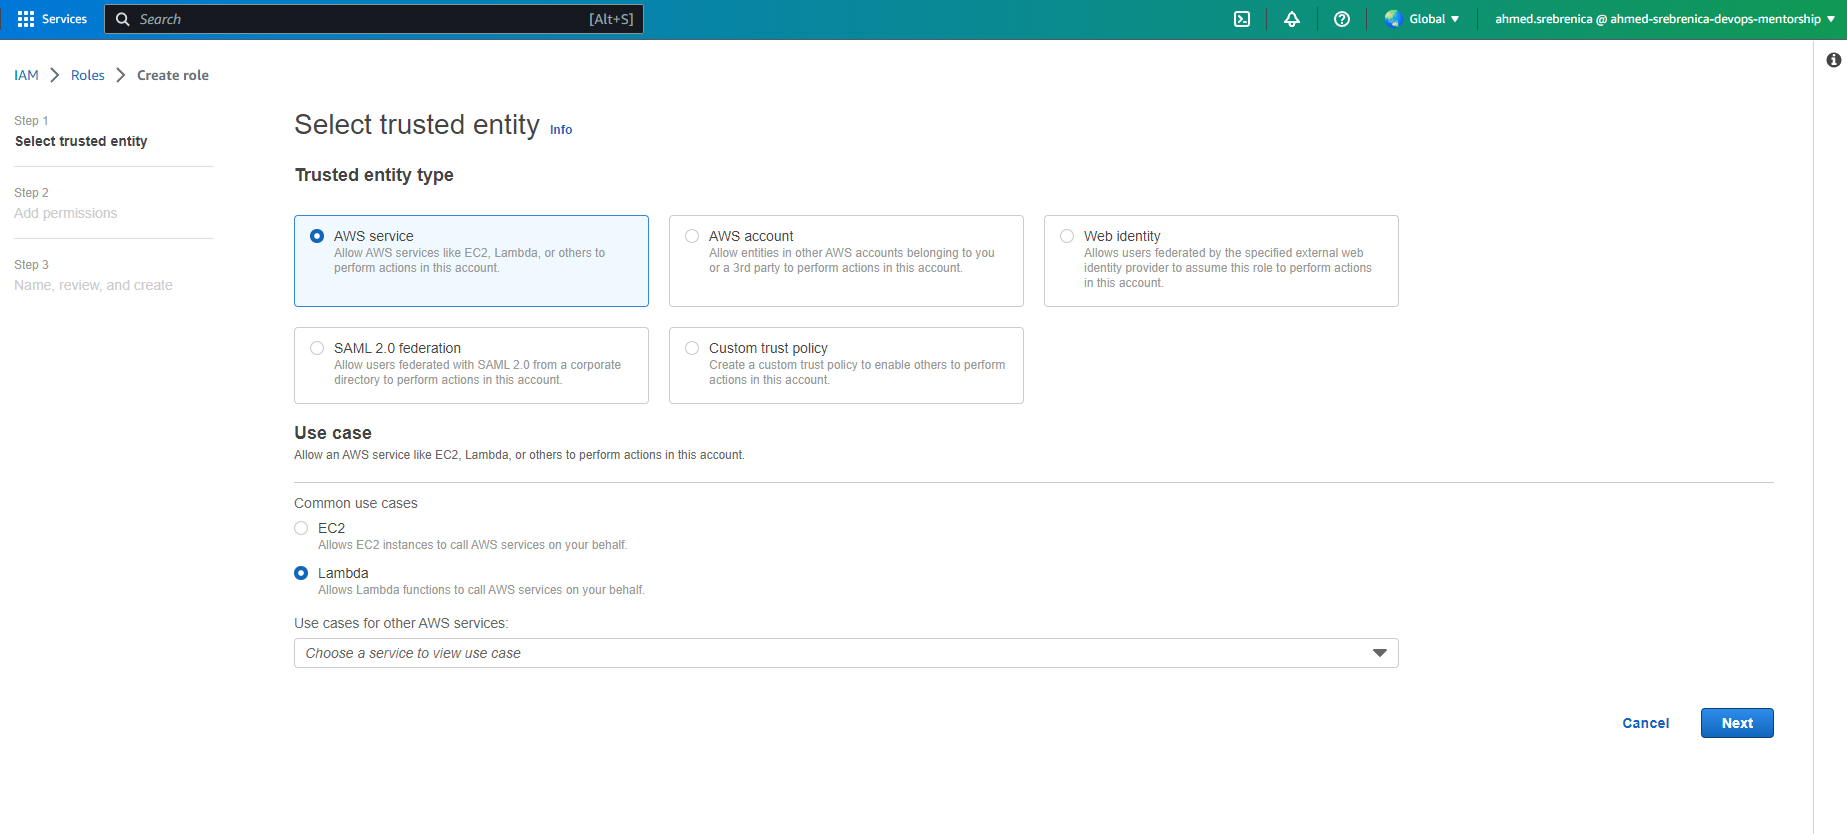 Services
Search [Alt+S]
Global
ahmed.srebrenica @ ahmed-srebrenica-devops-mentorship
IAM Roles Create role
Step 1
Select trusted entity
Step 2
Add permissions
Step 3
Name, review, and create
Select trusted entity Info
Trusted entity type
AWS service
Allow AWS services like EC2, Lambda, or others to
perform actions in this account.
AWS account
Allow entities in other AWS accounts belonging to you
or a 3rd party to perform actions in this account.
Web identity
Allows users federated by the specified external web
identity provider to assume this role to perform actions
in this account.
SAML 2.0 federation
Allow users federated with SAML 2.0 from a corporate
directory to perform actions in this account.
Custom trust policy
Create a custom trust policy to enable others to perform
actions in this account.
Use case
Allow an AWS service like EC2, Lambda, or others to perform actions in this account.
Common use cases
EC2
Allows EC2 instances to call AWS services on your behalf.
Lambda
Allows Lambda functions to call AWS services on your behalf.
Use cases for other AWS services:
Choose a service to view use case
Cancel
Next